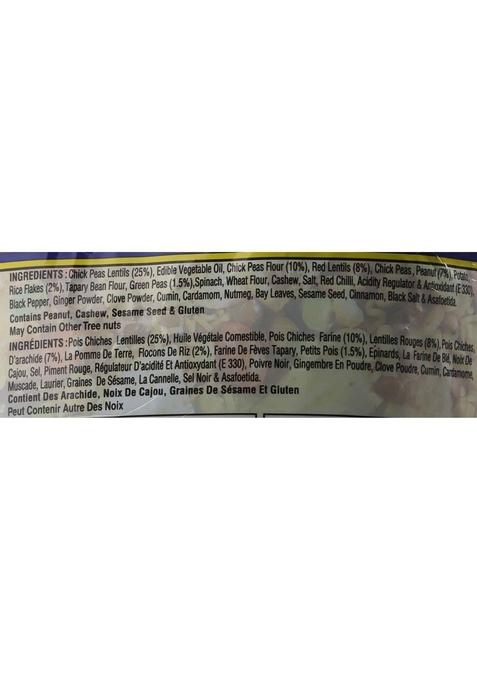 INGREDIENTS : Chick Peas Lentils (25%), Edible Vegetable Oil, Chick Peas Flour (10%), Red Lentils (8%), Chick Peas, Peanut (7%), Potato,
Rice Flakes (2%), Tapary Bean Flour, Green Peas (1.5%),Spinach, Wheat Flour, Cashew, Salt, Red Chilli, Acidity Regulator & Antioxidant (E 330),
Black Pepper, Ginger Powder, Clove Powder, Cumin, Cardamom, Nutmeg, Bay Leaves, Sesame Seed, Cinnamon, Black Salt & Asafoetida.
Contains Peanut, Cashew, Sesame Seed & Gluten
May Contain Other Tree nuts
INGRÉDIENTS : Pois Chiches Lentilles (25%), Huile Végétale Comestible, Pois Chiches Farine (10%), Lentilles Rouges (8%), Pois Chiches,
D'arachide (7%), La Pomme De Terre, Flocons De Riz (2%), Farine De Fèves Tapary, Petits Pois (1.5%), Epinards, La Farine De Blé, Noix De
Cajou, Sel, Piment Rouge, Régulateur D'acidité Et Antioxydant (E 330), Poivre Noir, Gingembre En Poudre, Clove Poudre, Cumin, Cardamome,
Muscade, Laurier, Graines De Sésame, La Cannelle, Sel Noir & Asafoetida.
Contient Des Arachide, Noix De Cajou, Graines De Sésame Et Gluten
Peut Contenir Autre Des Noix